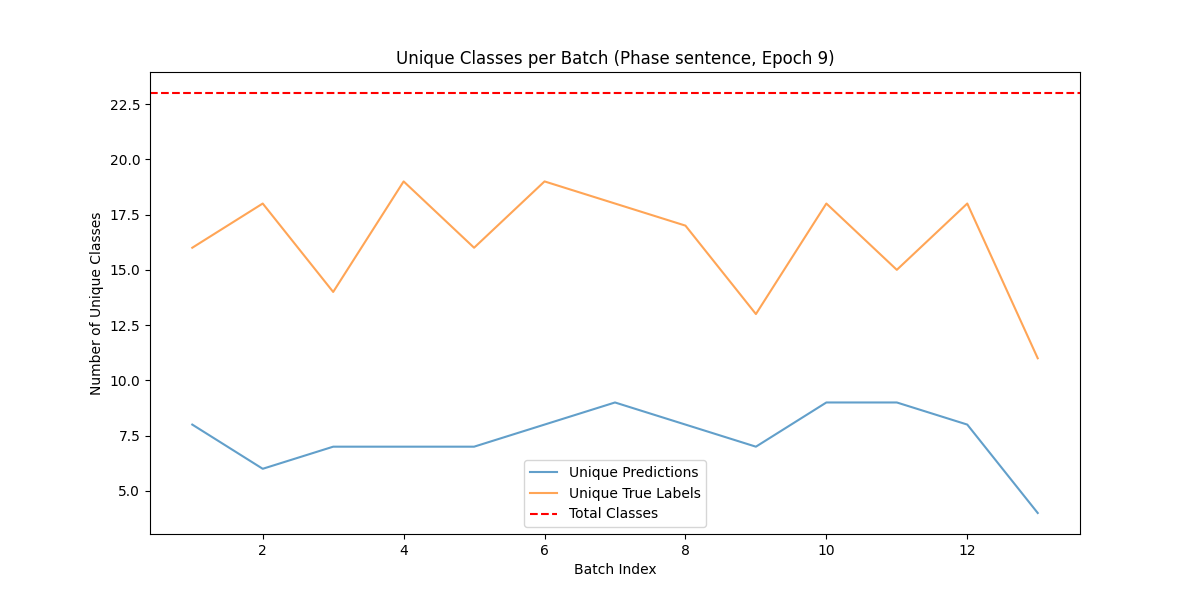 Unique Classes per Batch (Phase sentence, Epoch 9)
Number of Unique Classes
22.5
20.0
17.5
15.0
12.5
10.0
7.5
5.0
Unique Predictions
Unique True Labels
Total Classes
2 4 6 8 10 12
Batch Index